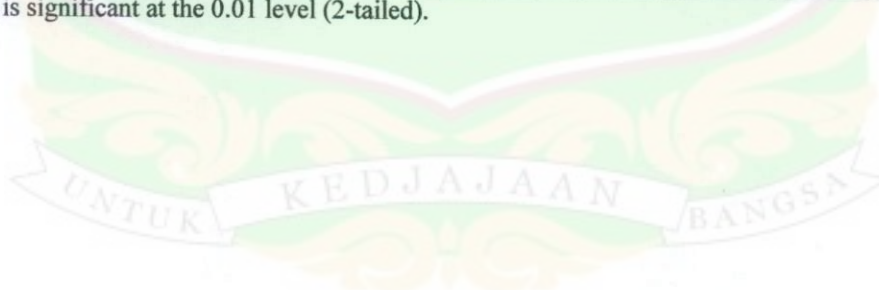 is significant at the 0.01 level (2-tailed).
UNTUK KEDJAJAAN BANGSA